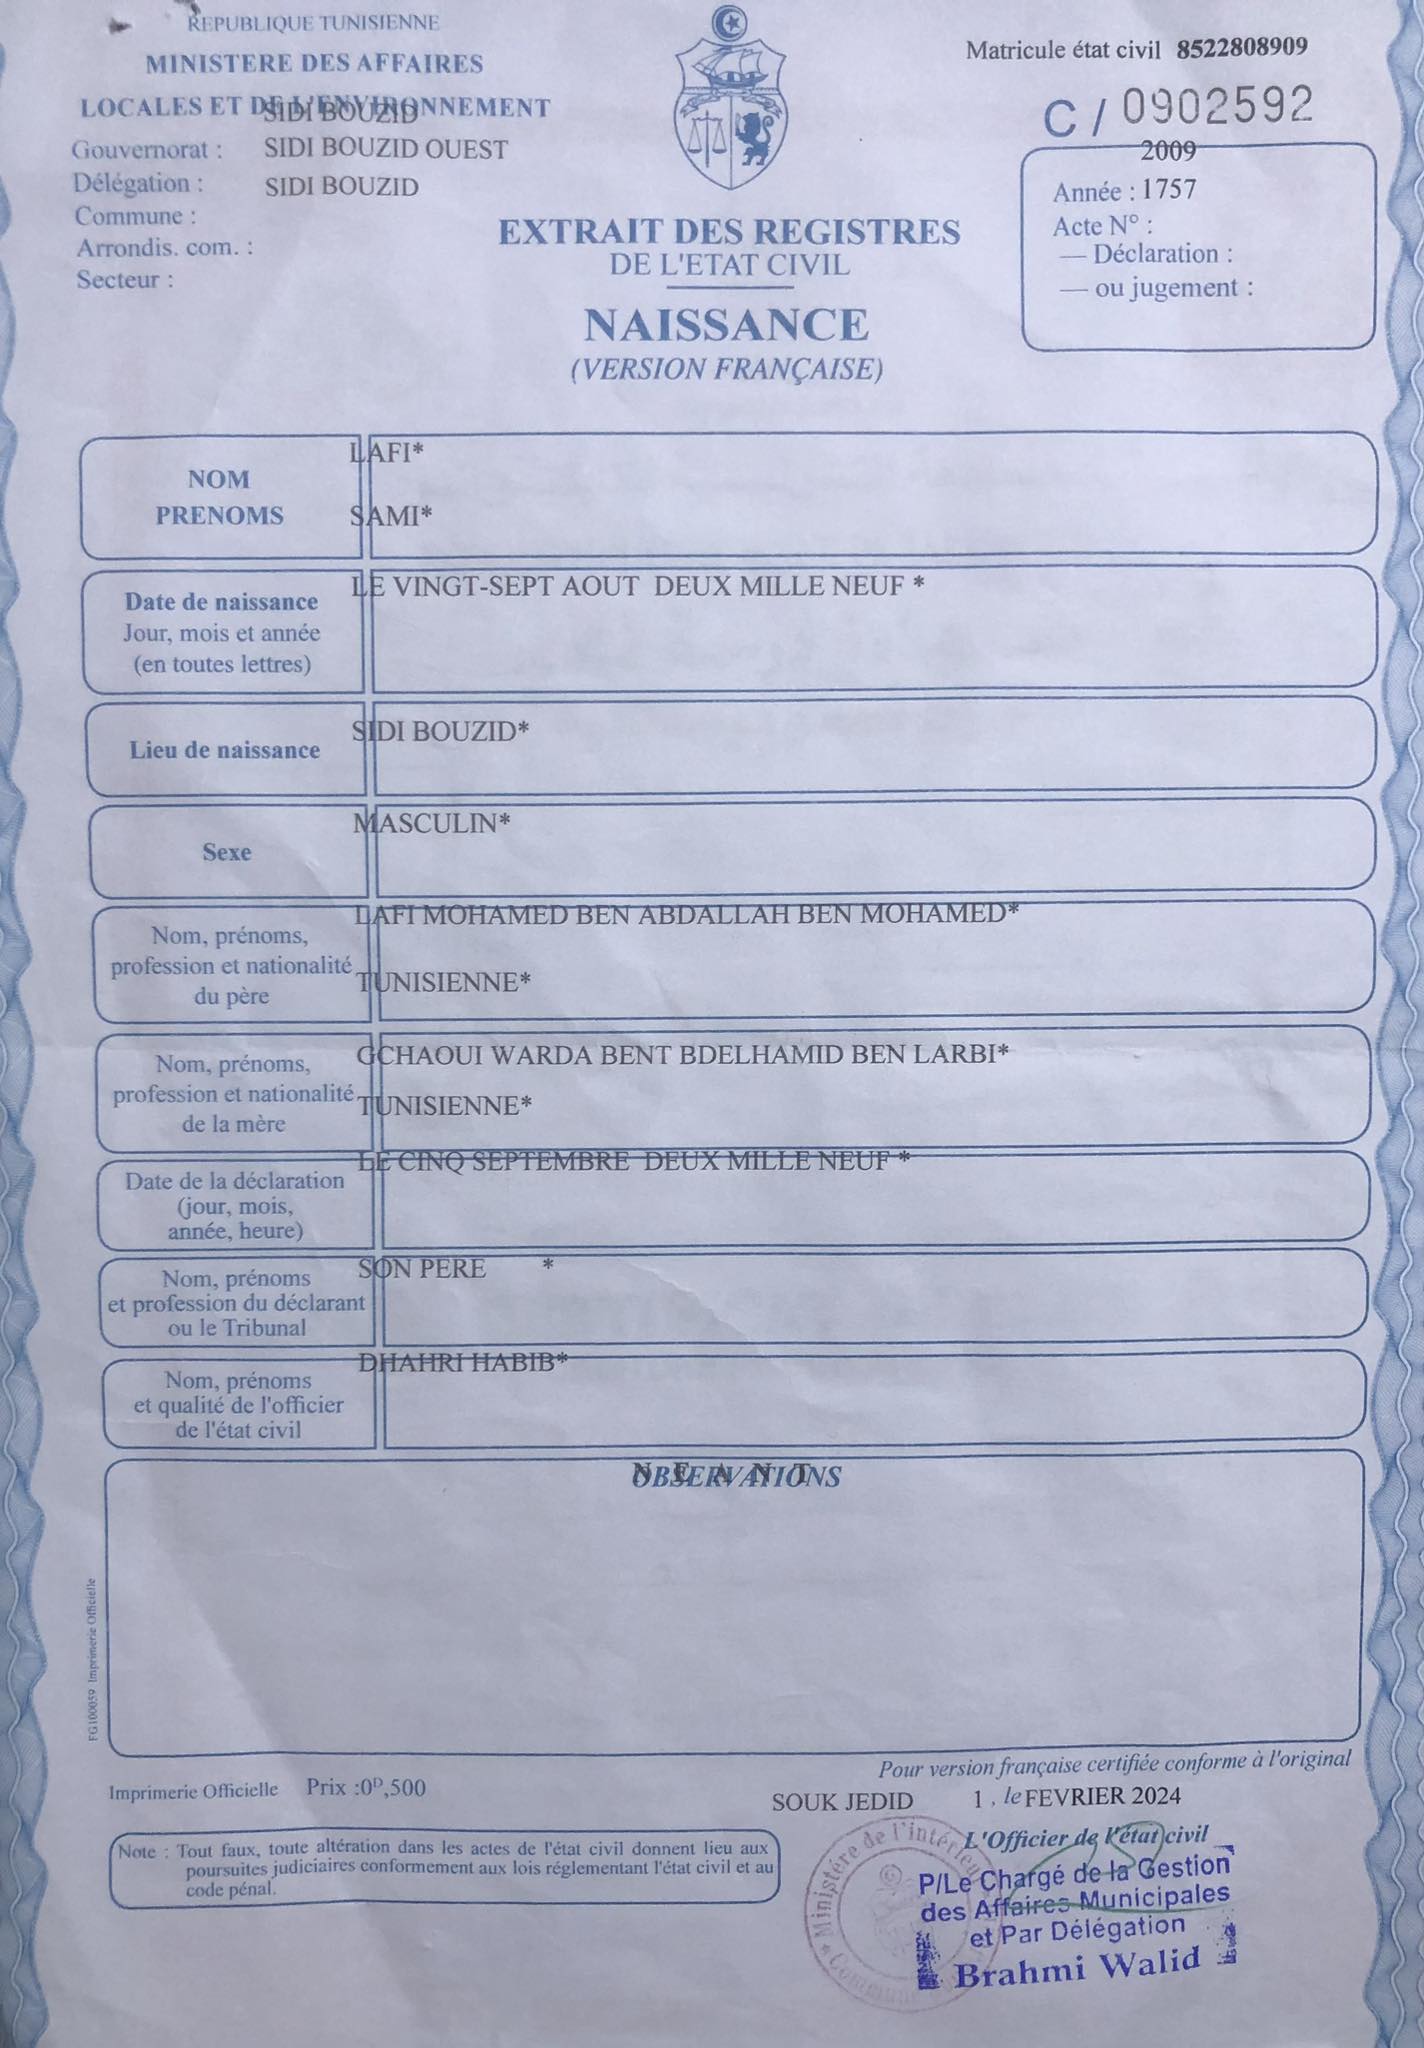 REPUBLIQUE TUNISIENNE
MINISTERE DES AFFAIRES
LOCALES ET DE L'ENVIRONNEMENT
SIDI BOUZID
Gouvernorat : SIDI BOUZID OUEST
Délégation : SIDI BOUZID
Commune :
Arrondis. com. :
Secteur :
Matricule état civil 8522808909
C / 0902592
2009
Année : 1757
Acte N° :
— Déclaration :
— ou jugement :
EXTRAIT DES REGISTRES
DE L'ETAT CIVIL
NAISSANCE
(VERSION FRANÇAISE)
LAFI*
NOM
PRENOMS SAMI*
LE VINGT-SEPT AOUT DEUX MILLE NEUF *
Date de naissance
Jour, mois et année
(en toutes lettres)
SIDI BOUZID*
Lieu de naissance
MASCULIN*
Sexe
LAFI MOHAMED BEN ABDALLAH BEN MOHAMED*
Nom, prénoms,
profession et nationalité
du père
TUNISIENNE*
GCHAOUI WARDA BENT BDELHAMID BEN LARBI*
Nom, prénoms,
profession et nationalité
de la mère
TUNISIENNE*
LE CINQ SEPTEMBRE DEUX MILLE NEUF *
Date de la déclaration
(jour, mois,
année, heure)
SON PERE *
Nom, prénoms
et profession du déclarant
ou le Tribunal
DHAHRI HABIB*
Nom, prénoms
et qualité de l'officier
de l'état civil
N E A N T
OBSERVATIONS
FG100059 Imprimerie Officielle
Pour version française certifiée conforme à l'original
Imprimerie Officielle Prix :0D,500
SOUK JEDID 1 , le FEVRIER 2024
L'Officier de l'état civil
Note : Tout faux, toute altération dans les actes de l'état civil donnent lieu aux
poursuites judiciaires conformement aux lois réglementant l'état civil et au
code pénal.
Ministère de l'intérieur
Commune
P/Le Chargé de la Gestion
des Affaires Municipales
et Par Délégation
Brahmi Walid